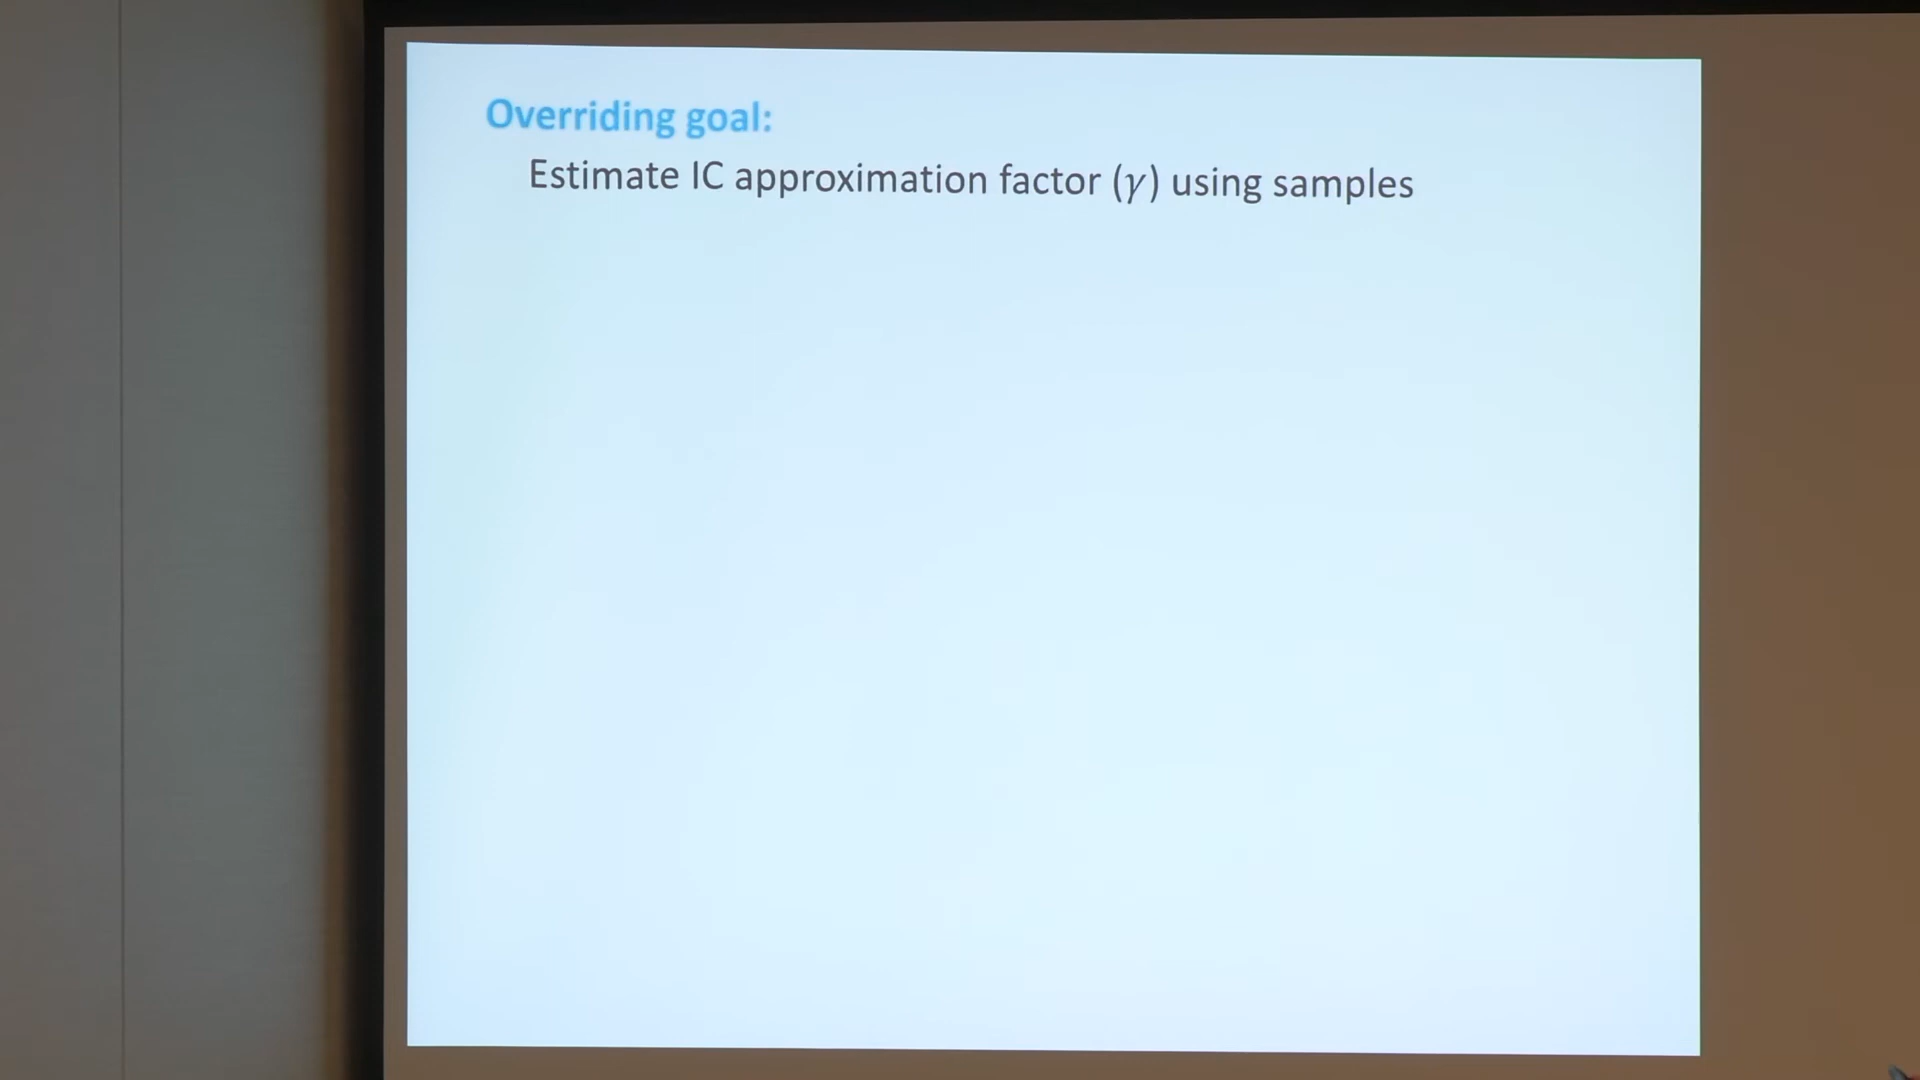 Overriding goal:
Estimate IC approximation factor (γ) using samples